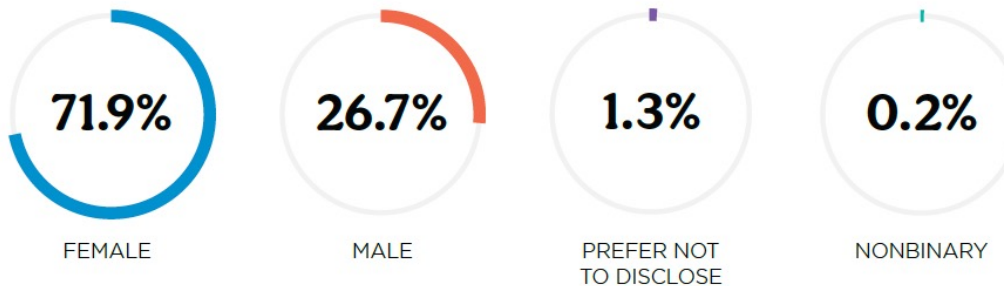 71.9%
26.7%
1.3%
0.2%
FEMALE
MALE
PREFER NOT
TO DISCLOSE
NONBINARY